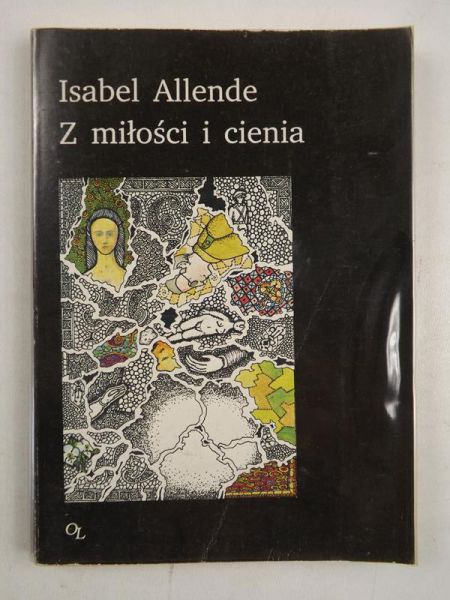 Isabel Allende
Z miłości i cienia
OL